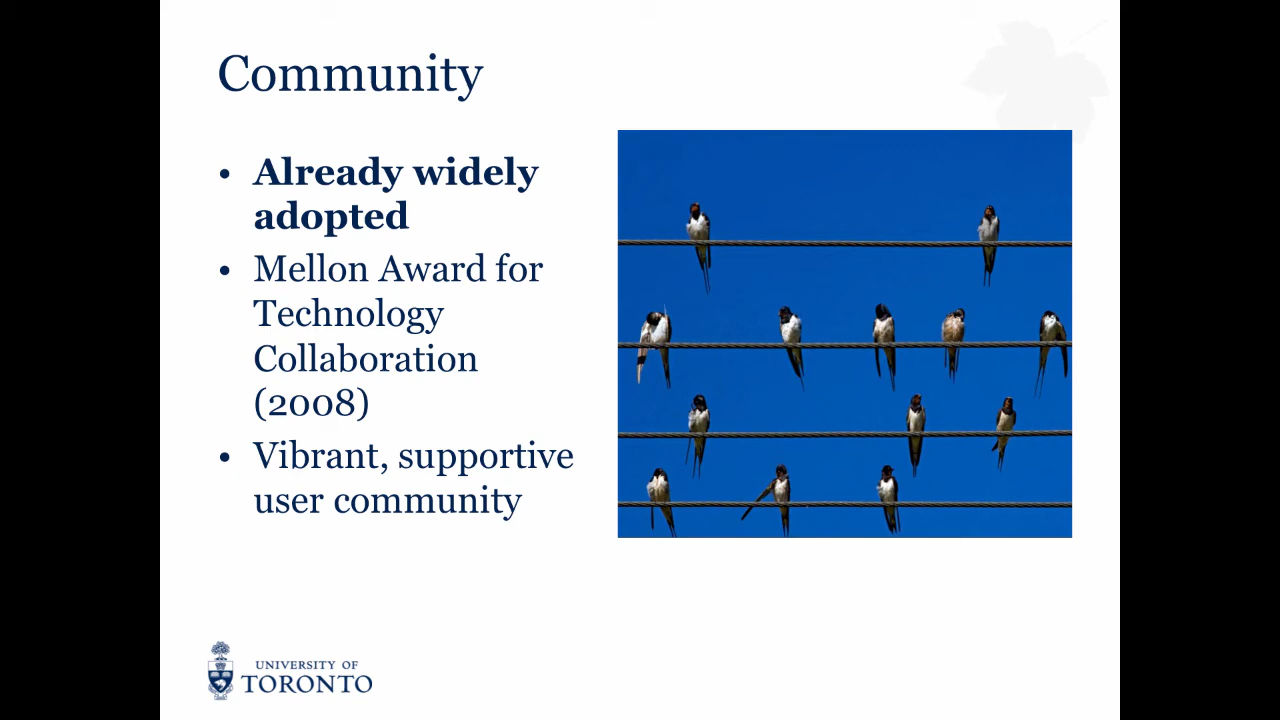 Community
• Already widely
adopted
• Mellon Award for
Technology
Collaboration
(2008)
• Vibrant, supportive
user community
UNIVERSITY OF
TORONTO